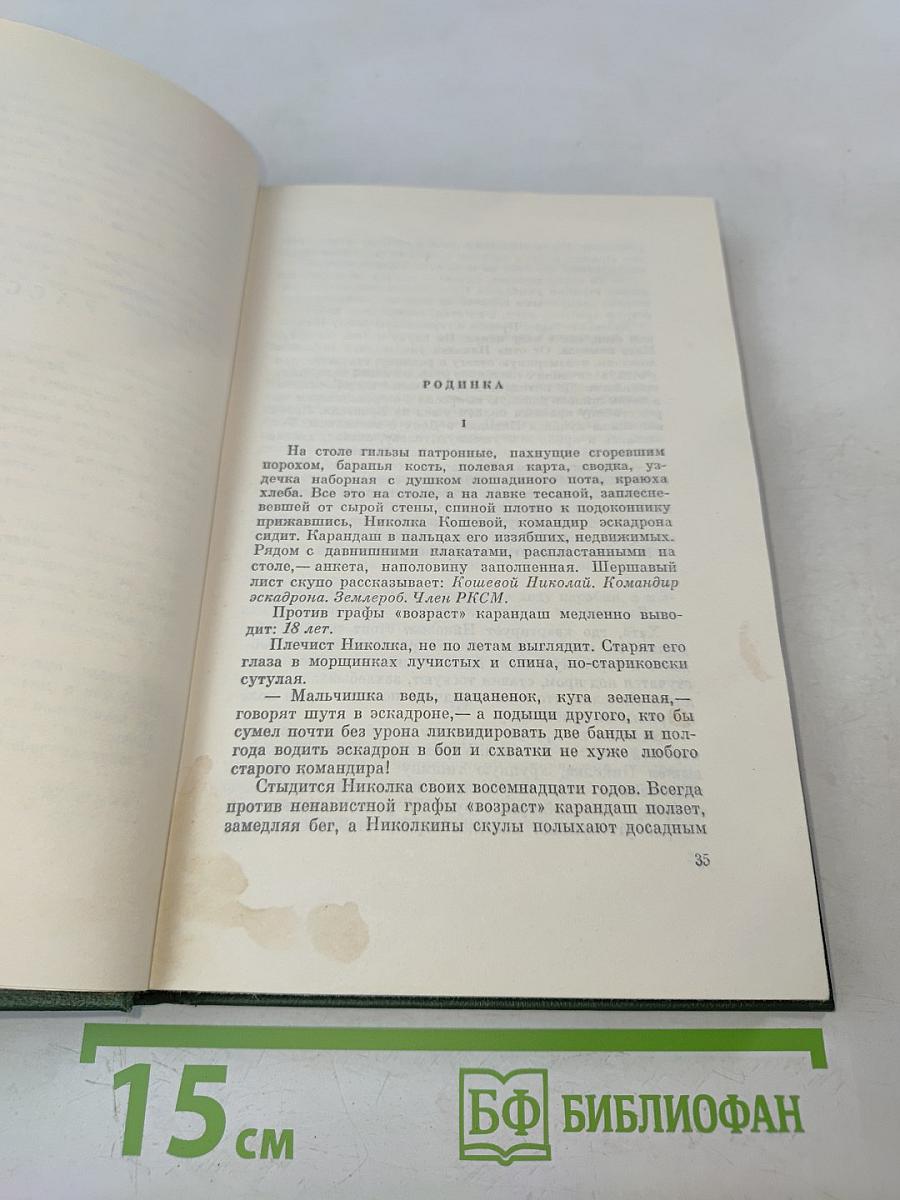 РОДИНКА
I
На столе гильзы патронные, пахнущие сгоревшим
порохом, баранья кость, полевая карта, сводка, уз-
дечка наборная с душком лошадиного пота, краюха
хлеба. Все это на столе, а на лавке тесаной, заплесне-
вевшей от сырой стены, спиной плотно к подоконнику
прижавшись, Николка Кошевой, командир эскадрона
сидит. Карандаш в пальцах его иззябших, недвижимых.
Рядом с давнишними плакатами, распластанными на
столе,— анкета, наполовину заполненная. Шершавый
лист скупо рассказывает: Кошевой Николай. Командир
эскадрона. Землероб. Член РКСМ.
Против графы «возраст» карандаш медленно выво-
дит: 18 лет.
Плечист Николка, не по летам выглядит. Старят его
глаза в морщинках лучистых и спина, по-стариковски
сутулая.
— Мальчишка ведь, пацаненок, куга зеленая,—
говорят шутя в эскадроне,— а подыщи другого, кто бы
сумел почти без урона ликвидировать две банды и пол-
года водить эскадрон в бои и схватки не хуже любого
старого командира!
Стыдится Николка своих восемнадцати годов. Всегда
против ненавистной графы «возраст» карандаш ползет,
замедляя бег, а Николкины скулы полыхают досадным
35
15 см
БФ БИБЛИОФАН